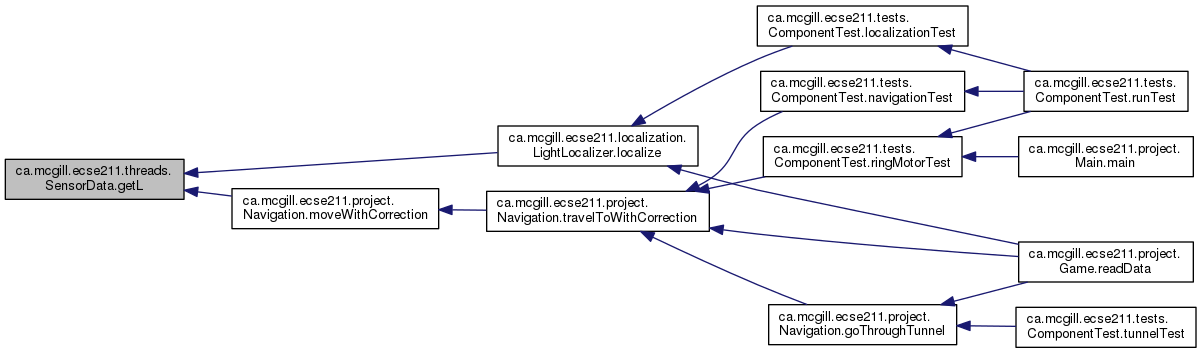 ca.mcgill.ecse211.threads.
SensorData.getL
ca.mcgill.ecse211.localization.
LightLocalizer.localize
ca.mcgill.ecse211.project.
Navigation.moveWithCorrection
ca.mcgill.ecse211.project.
Navigation.travelToWithCorrection
ca.mcgill.ecse211.tests.
ComponentTest.localizationTest
ca.mcgill.ecse211.tests.
ComponentTest.navigationTest
ca.mcgill.ecse211.tests.
ComponentTest.ringMotorTest
ca.mcgill.ecse211.project.
Navigation.goThroughTunnel
ca.mcgill.ecse211.tests.
ComponentTest.runTest
ca.mcgill.ecse211.project.
Main.main
ca.mcgill.ecse211.project.
Game.readData
ca.mcgill.ecse211.tests.
ComponentTest.tunnelTest